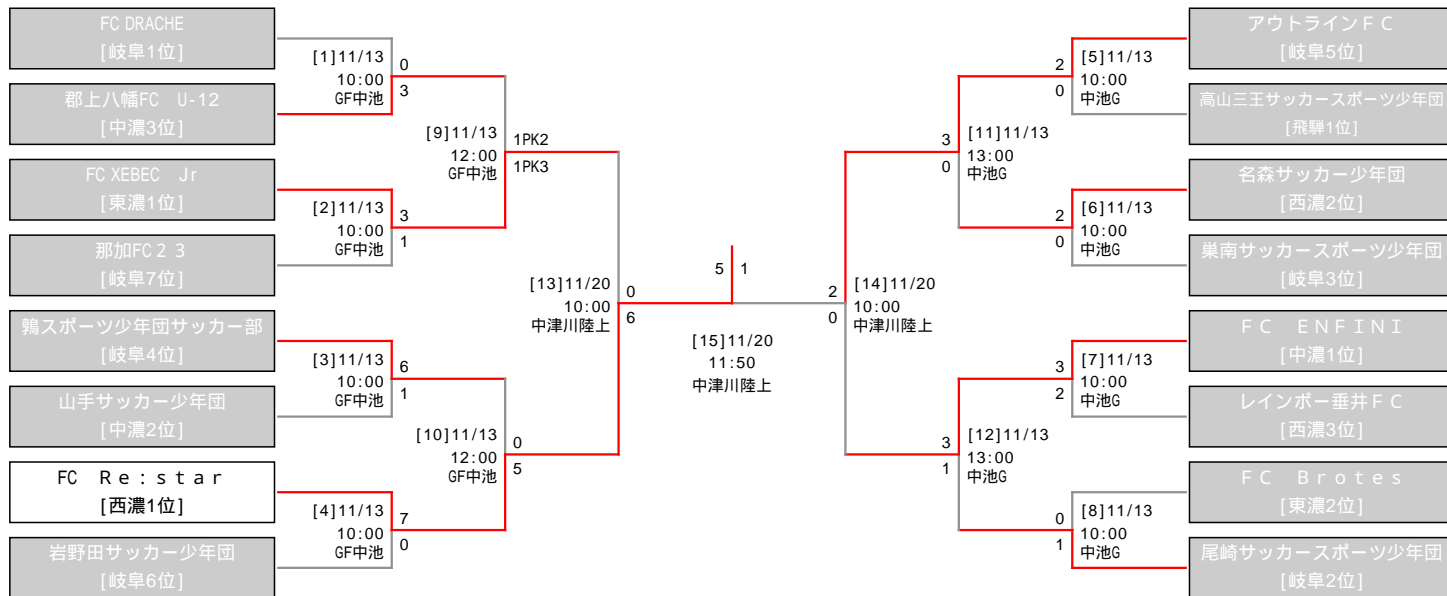 FC DRACHE
[岐阜1位]
郡上八幡FC　U-12
[中濃3位]
FC XEBEC　Jr
[東濃1位]
那加FC２３
[岐阜7位]
鶉スポーツ少年団サッカー部
[岐阜4位]
山手サッカー少年団
[中濃2位]
FC　Ｒｅ：ｓｔａｒ
[西濃1位]
岩野田サッカー少年団
[岐阜6位]
[1]11/13
10:00
GF中池
0
3
[2]11/13
10:00
GF中池
3
1
[3]11/13
10:00
GF中池
6
1
[4]11/13
10:00
GF中池
7
0
[9]11/13
12:00
GF中池
1PK2
1PK3
[10]11/13
12:00
GF中池
0
5
[13]11/20
10:00
中津川陸上
0
6
5
1
[15]11/20
11:50
中津川陸上
2
0
[14]11/20
10:00
中津川陸上
3
0
[11]11/13
13:00
中池G
3
1
[12]11/13
13:00
中池G
2
0
[5]11/13
10:00
中池G
2
0
[6]11/13
10:00
中池G
3
2
[7]11/13
10:00
中池G
0
1
[8]11/13
10:00
中池G
アウトラインＦＣ
[岐阜5位]
高山三王サッカースポーツ少年団
[飛騨1位]
名森サッカー少年団
[西濃2位]
巣南サッカースポーツ少年団
[岐阜3位]
ＦＣ　ＥＮＦＩＮＩ
[中濃1位]
レインボー垂井ＦＣ
[西濃3位]
ＦＣ　Ｂｒｏｔｅｓ
[東濃2位]
尾崎サッカースポーツ少年団
[岐阜2位]